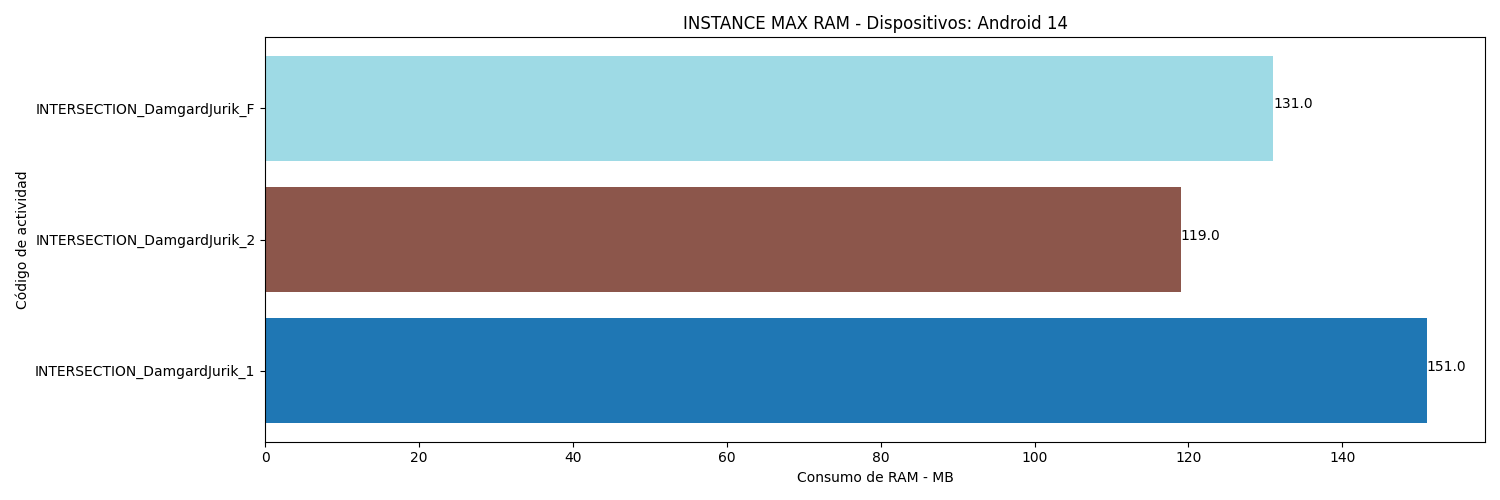 INSTANCE MAX RAM - Dispositivos: Android 14
Código de actividad
INTERSECTION_DamgardJurik_F
131.0
INTERSECTION_DamgardJurik_2
119.0
INTERSECTION_DamgardJurik_1
151.0
0 20 40 60 80 100 120 140
Consumo de RAM - MB